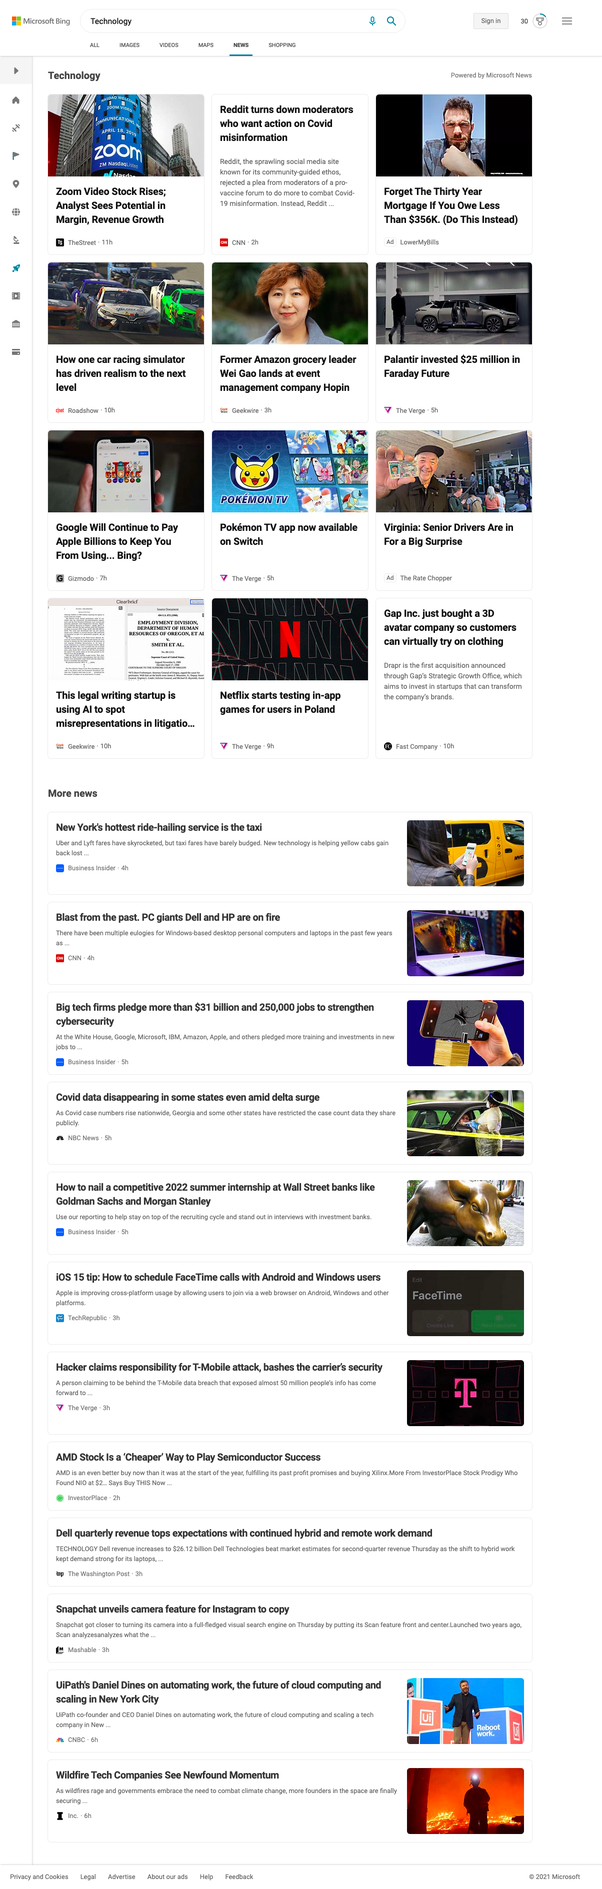 Microsoft Bing
Technology
Sign in
30
ALL IMAGES VIDEOS MAPS NEWS SHOPPING
Technology
Powered by Microsoft News
zoom
Zoom Video Stock Rises;
Analyst Sees Potential in
Margin, Revenue Growth
TheStreet · 11h
Reddit turns down moderators
who want action on Covid
misinformation
Reddit, the sprawling social media site
known for its community-guided ethos,
rejected a plea from moderators of a pro-
vaccine forum to do more to combat Covid-
19 misinformation. Instead, Reddit ...
CNN · 2h
Forget The Thirty Year
Mortgage If You Owe Less
Than $356K. (Do This Instead)
Ad LowerMyBills
How one car racing simulator
has driven realism to the next
level
Roadshow · 10h
Former Amazon grocery leader
Wei Gao lands at event
management company Hopin
Geekwire · 3h
Palantir invested $25 million in
Faraday Future
The Verge · 5h
Google Will Continue to Pay
Apple Billions to Keep You
From Using... Bing?
Gizmodo · 7h
POKÉMON TV
Pokémon TV app now available
on Switch
The Verge · 5h
Virginia: Senior Drivers Are in
For a Big Surprise
Ad The Rate Chopper
Clearbrief
EMPLOYMENT DIVISION,
DEPARTMENT OF HUMAN
RESOURCES OF OREGON, ET AL
v.
SMITH ET AL.
This legal writing startup is
using AI to spot
misrepresentations in litigatio...
Geekwire · 10h
N
Netflix starts testing in-app
games for users in Poland
The Verge · 9h
Gap Inc. just bought a 3D
avatar company so customers
can virtually try on clothing
Drapr is the first acquisition announced
through Gap's Strategic Growth Office, which
aims to invest in startups that can transform
the company's brands.
Fast Company · 10h
More news
New York's hottest ride-hailing service is the taxi
Uber and Lyft fares have skyrocketed, but taxi fares have barely budged. New technology is helping yellow cabs gain
back lost ...
Business Insider · 4h
Blast from the past. PC giants Dell and HP are on fire
There have been multiple eulogies for Windows-based desktop personal computers and laptops in the past few years
as ...
CNN · 4h
Big tech firms pledge more than $31 billion and 250,000 jobs to strengthen
cybersecurity
At the White House, Google, Microsoft, IBM, Amazon, Apple, and others pledged more training and investments in new
jobs to ...
Business Insider · 5h
Covid data disappearing in some states even amid delta surge
As Covid case numbers rise nationwide, Georgia and some other states have restricted the case count data they share
publicly.
NBC News · 5h
How to nail a competitive 2022 summer internship at Wall Street banks like
Goldman Sachs and Morgan Stanley
Use our reporting to help stay on top of the recruiting cycle and stand out in interviews with investment banks.
Business Insider · 5h
iOS 15 tip: How to schedule FaceTime calls with Android and Windows users
Apple is improving cross-platform usage by allowing users to join via a web browser on Android, Windows and other
platforms.
TechRepublic · 3h
Edit
FaceTime
Hacker claims responsibility for T-Mobile attack, bashes the carrier's security
A person claiming to be behind the T-Mobile data breach that exposed almost 50 million people's info has come
forward to ...
The Verge · 3h
T
AMD Stock Is a 'Cheaper' Way to Play Semiconductor Success
AMD is an even better buy now than it was at the start of the year, fulfilling its past profit promises and buying Xilinx.More From InvestorPlace Stock Prodigy Who
Found NIO at $2... Says Buy THIS Now ...
InvestorPlace · 2h
Dell quarterly revenue tops expectations with continued hybrid and remote work demand
TECHNOLOGY Dell revenue increases to $26.12 billion Dell Technologies beat market estimates for second-quarter revenue Thursday as the shift to hybrid work
kept demand strong for its laptops, ...
The Washington Post · 3h
Snapchat unveils camera feature for Instagram to copy
Snapchat got closer to turning its camera into a full-fledged visual search engine on Thursday by putting its Scan feature front and center.Launched two years ago,
Scan analyzesanalyzes what the ...
Mashable · 3h
UiPath's Daniel Dines on automating work, the future of cloud computing and
scaling in New York City
UiPath co-founder and CEO Daniel Dines on automating work, the future of cloud computing and scaling a tech
company in New ...
CNBC · 6h
Ui
Reboot
work.
Wildfire Tech Companies See Newfound Momentum
As wildfires rage and governments embrace the need to combat climate change, more founders in the space are finally
securing ...
Inc. · 6h
Privacy and Cookies Legal Advertise About our ads Help Feedback
© 2021 Microsoft